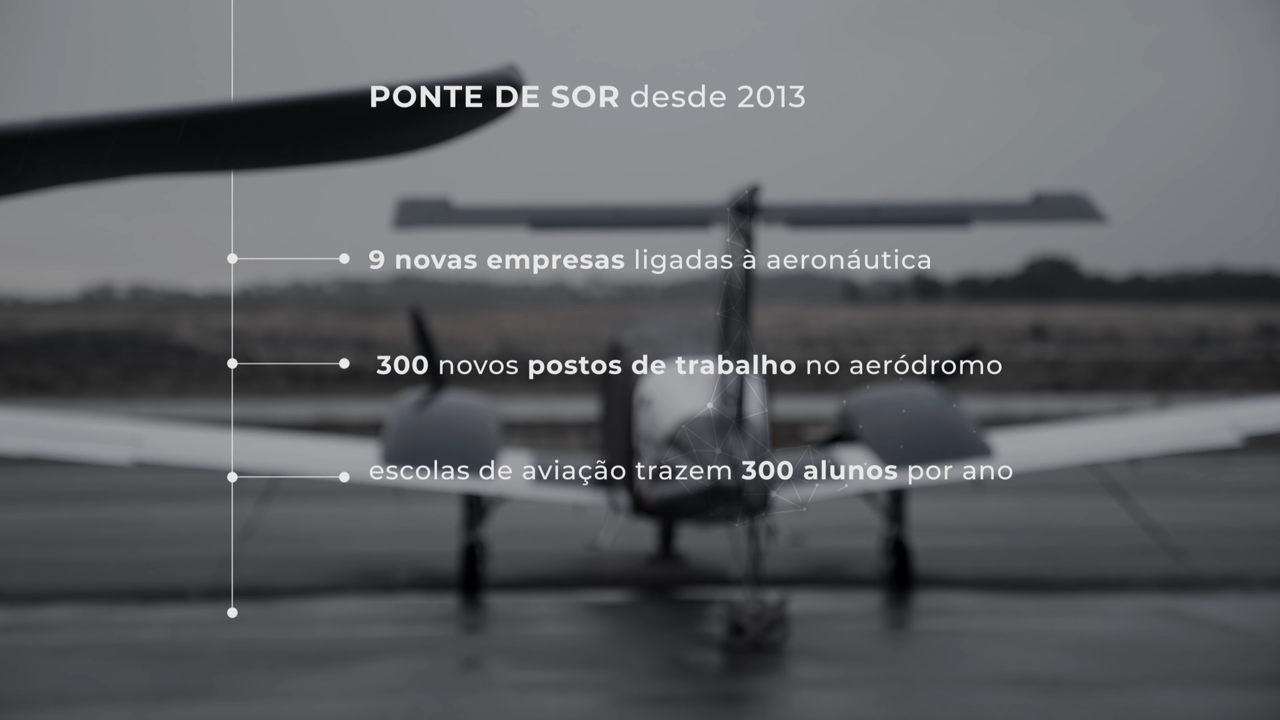 PONTE DE SOR desde 2013
9 novas empresas ligadas à aeronáutica
300 novos postos de trabalho no aeródromo
escolas de aviação trazem 300 alunos por ano